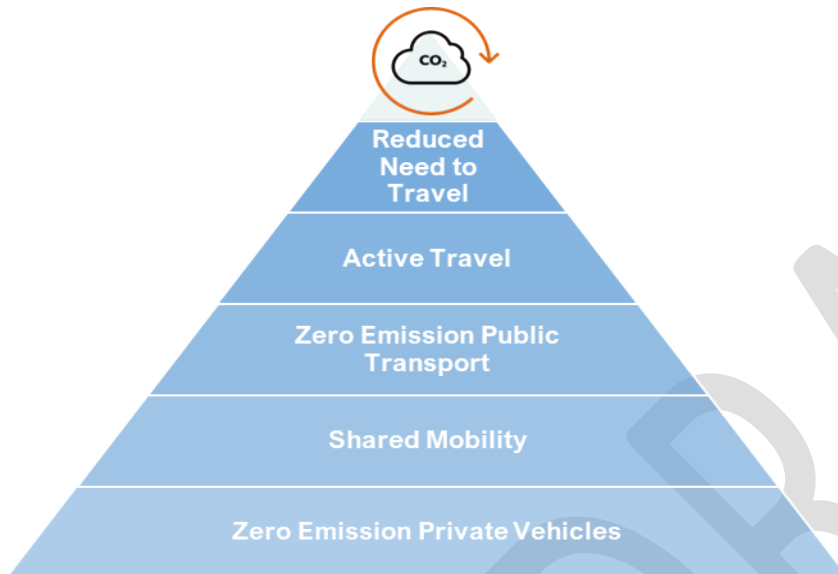 CO₂
Reduced
Need to
Travel
Active Travel
Zero Emission Public
Transport
Shared Mobility
Zero Emission Private Vehicles